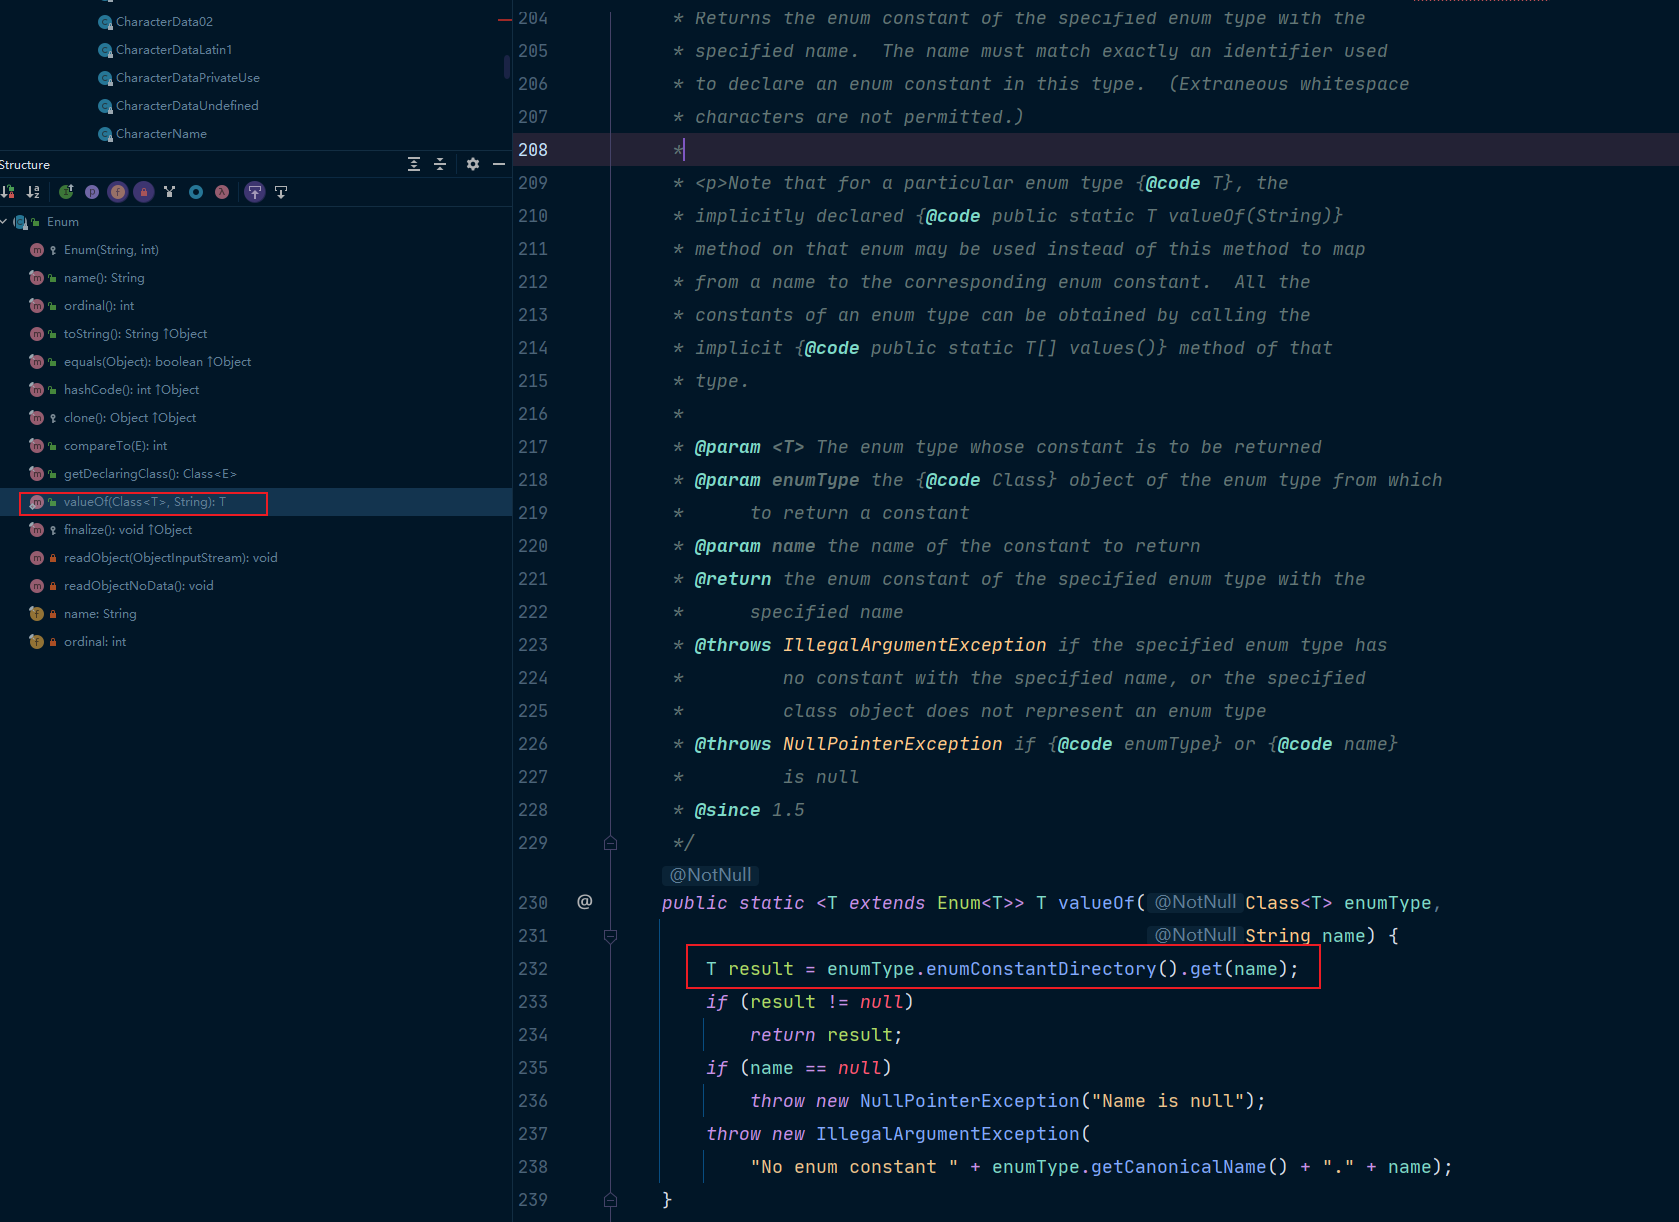 CharacterData02
CharacterDataLatin1
CharacterDataPrivateUse
CharacterDataUndefined
CharacterName
Structure
Enum
Enum(String, int)
name(): String
ordinal(): int
toString(): String ↑Object
equals(Object): boolean ↑Object
hashCode(): int ↑Object
clone(): Object ↑Object
compareTo(E): int
getDeclaringClass(): Class<E>
valueOf(Class<T>, String): T
finalize(): void ↑Object
readObject(ObjectInputStream): void
readObjectNoData(): void
name: String
ordinal: int
204 * Returns the enum constant of the specified enum type with the
205 * specified name.  The name must match exactly an identifier used
206 * to declare an enum constant in this type.  (Extraneous whitespace
207 * characters are not permitted.)
208 *
209 * <p>Note that for a particular enum type {@code T}, the
210 * implicitly declared {@code public static T valueOf(String)}
211 * method on that enum may be used instead of this method to map
212 * from a name to the corresponding enum constant.  All the
213 * constants of an enum type can be obtained by calling the
214 * implicit {@code public static T[] values()} method of that
215 * type.
216 *
217 * @param <T> The enum type whose constant is to be returned
218 * @param enumType the {@code Class} object of the enum type from which
219 *      to return a constant
220 * @param name the name of the constant to return
221 * @return the enum constant of the specified enum type with the
222 *      specified name
223 * @throws IllegalArgumentException if the specified enum type has
224 *         no constant with the specified name, or the specified
225 *         class object does not represent an enum type
226 * @throws NullPointerException if {@code enumType} or {@code name}
227 *         is null
228 * @since 1.5
229 */
@NotNull
230 @ public static <T extends Enum<T>> T valueOf( @NotNull Class<T> enumType,
231 @NotNull String name) {
232 T result = enumType.enumConstantDirectory().get(name);
233 if (result != null)
234 return result;
235 if (name == null)
236 throw new NullPointerException("Name is null");
237 throw new IllegalArgumentException(
238 "No enum constant " + enumType.getCanonicalName() + "." + name);
239 }